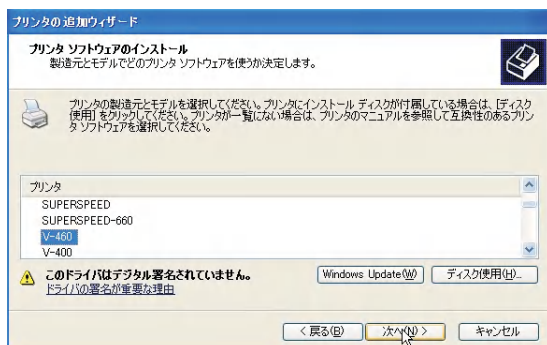 プリンタの追加ウィザード
プリンタ ソフトウェアのインストール
製造元とモデルでどのプリンタ ソフトウェアを使うか決定します。
プリンタの製造元とモデルを選択してください。プリンタにインストール ディスクが付属している場合は、[ディスク
使用] をクリックしてください。プリンタが一覧にない場合は、プリンタのマニュアルを参照して互換性のあるプリン
タ ソフトウェアを選択してください。
プリンタ
SUPERSPEED
SUPERSPEED-660
V-460
V-400
このドライバはデジタル署名されていません。
ドライバの署名が重要な理由
Windows Update(W)
ディスク使用(H)...
< 戻る(B)
次へ(N) >
キャンセル